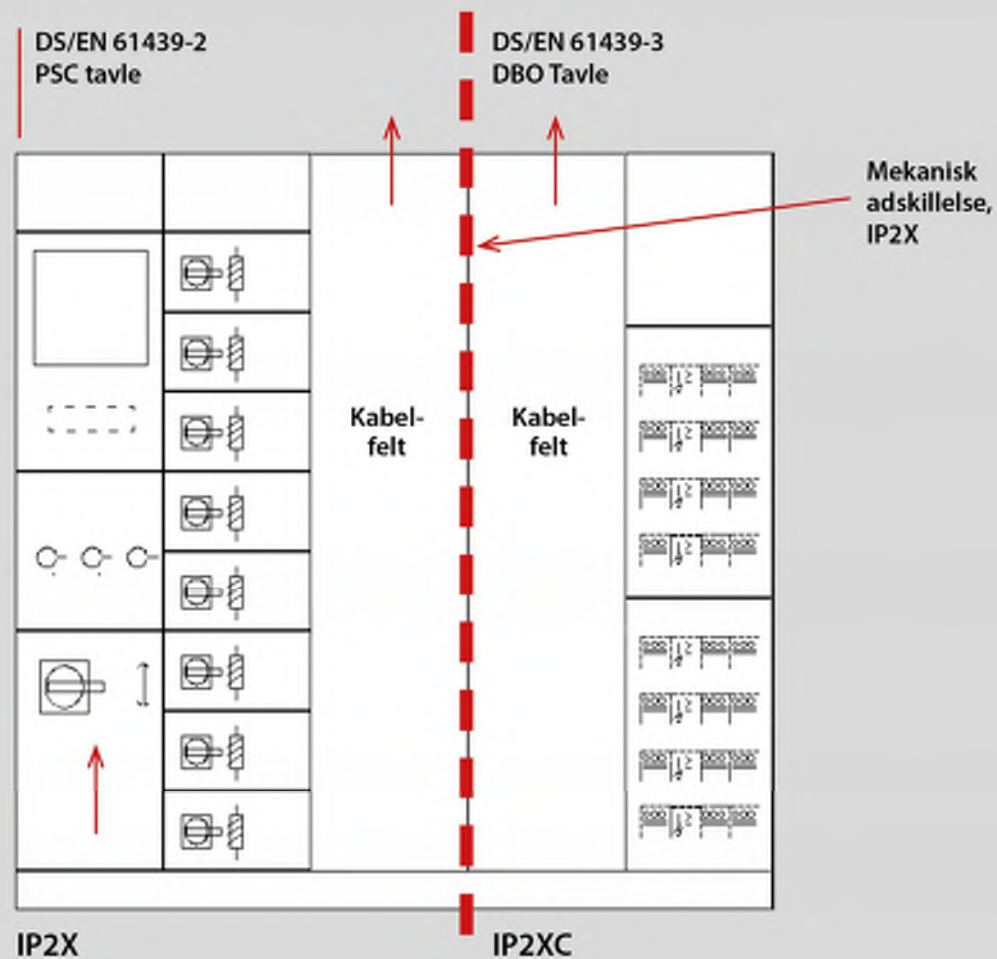 DS/EN 61439-2
PSC tavle
DS/EN 61439-3
DBO Tavle
Mekanisk
adskillelse,
IP2X
Kabel-
felt
Kabel-
felt
IP2X
IP2XC